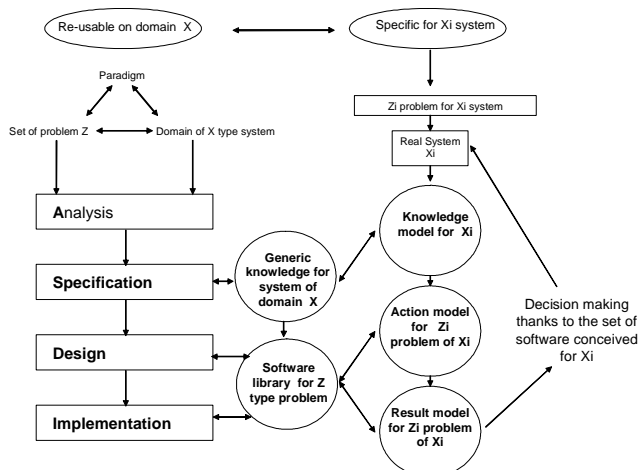 Re-usable on domain X
Specific for Xi system
Paradigm
Set of problem Z
Domain of X type system
Zi problem for Xi system
Real System
Xi
Analysis
Knowledge
model for Xi
Generic
knowledge for
system of
domain X
Specification
Action model
for Zi
problem of Xi
Decision making
thanks to the set of
software conceived
for Xi
Design
Software
library for Z
type problem
Implementation
Result model
for Zi problem
of Xi